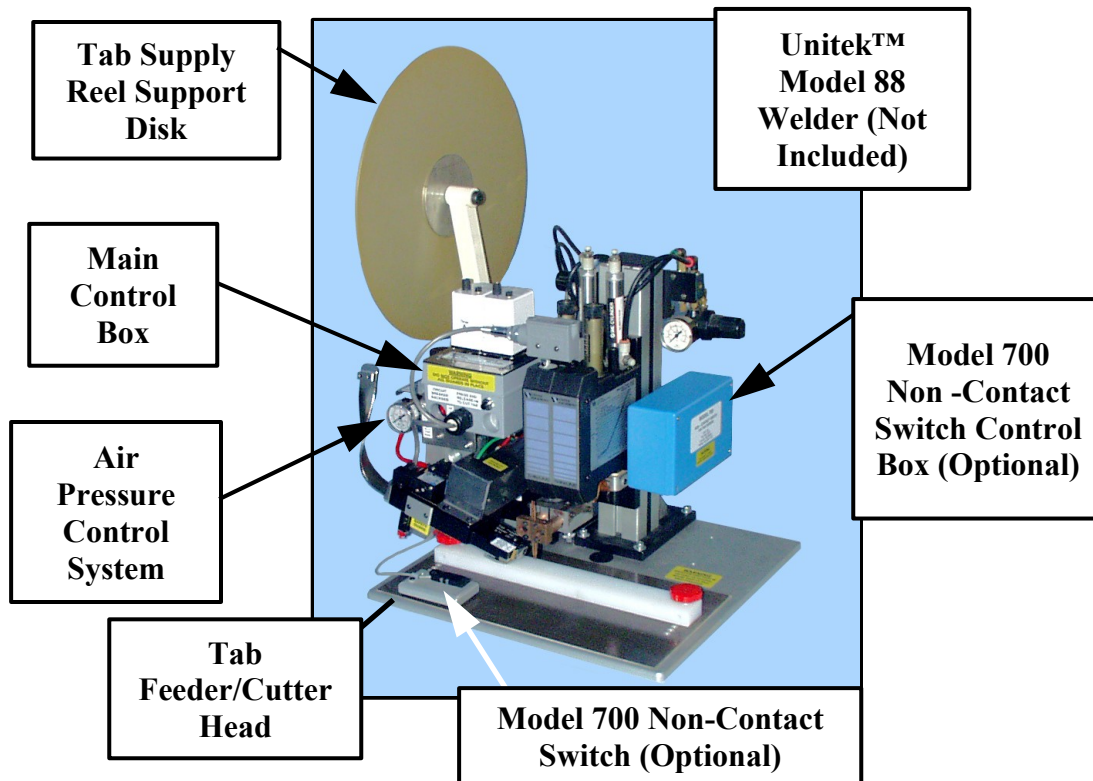 Tab Supply
Reel Support
Disk
Unitek™
Model 88
Welder (Not
Included)
Main
Control
Box
Model 700
Non -Contact
Switch Control
Box (Optional)
Air
Pressure
Control
System
Tab
Feeder/Cutter
Head
Model 700 Non-Contact
Switch (Optional)
WARNING